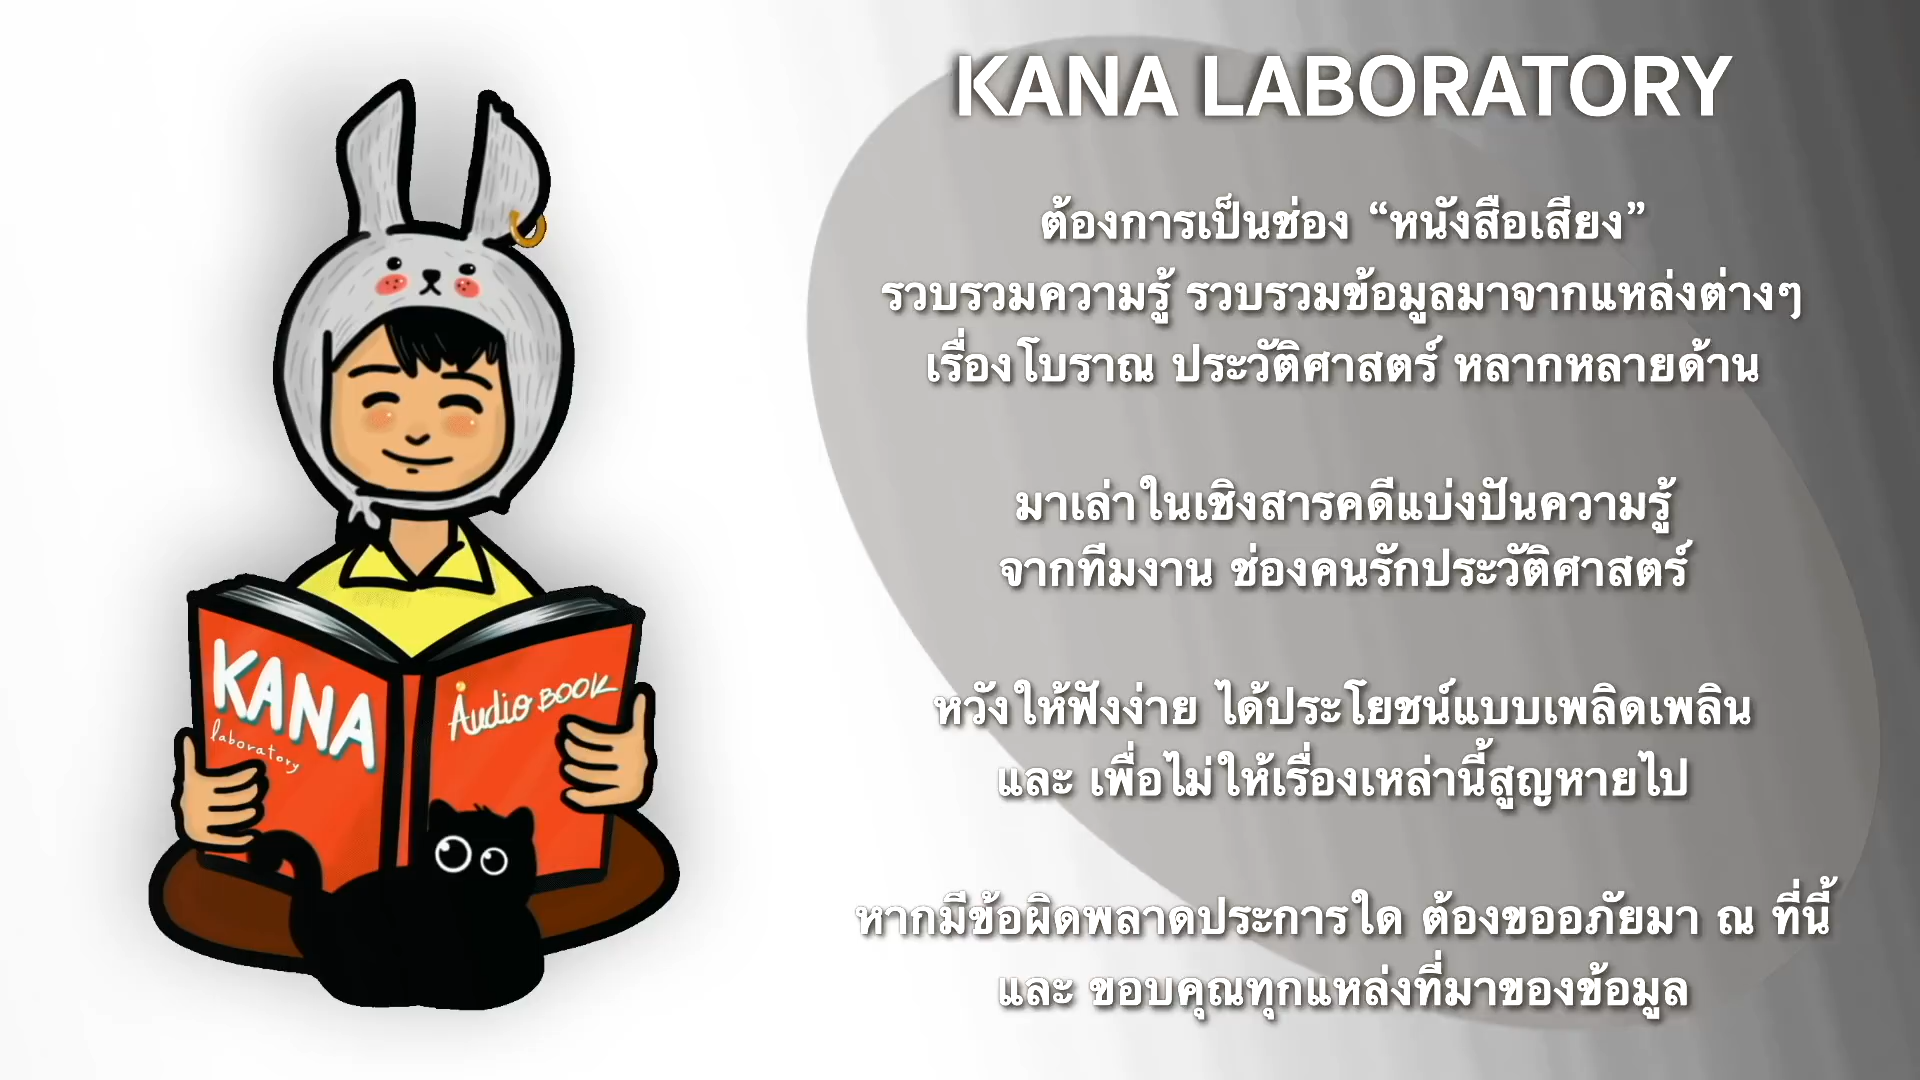 KANA LABORATORY
ต้องการเป็นช่อง “หนังสือเสียง”
รวบรวมความรู้ รวบรวมข้อมูลมาจากแหล่งต่างๆ
เรื่องโบราณ ประวัติศาสตร์ หลากหลายด้าน
มาเล่าในเชิงสารคดีแบ่งปันความรู้
จากทีมงาน ช่องคนรักประวัติศาสตร์
หวังให้ฟังง่าย ได้ประโยชน์แบบเพลิดเพลิน
และ เพื่อไม่ให้เรื่องเหล่านี้สูญหายไป
หากมีข้อผิดพลาดประการใด ต้องขออภัยมา ณ ที่นี้
และ ขอบคุณทุกแหล่งที่มาของข้อมูล
KANA
laboratory
Audio BOOK